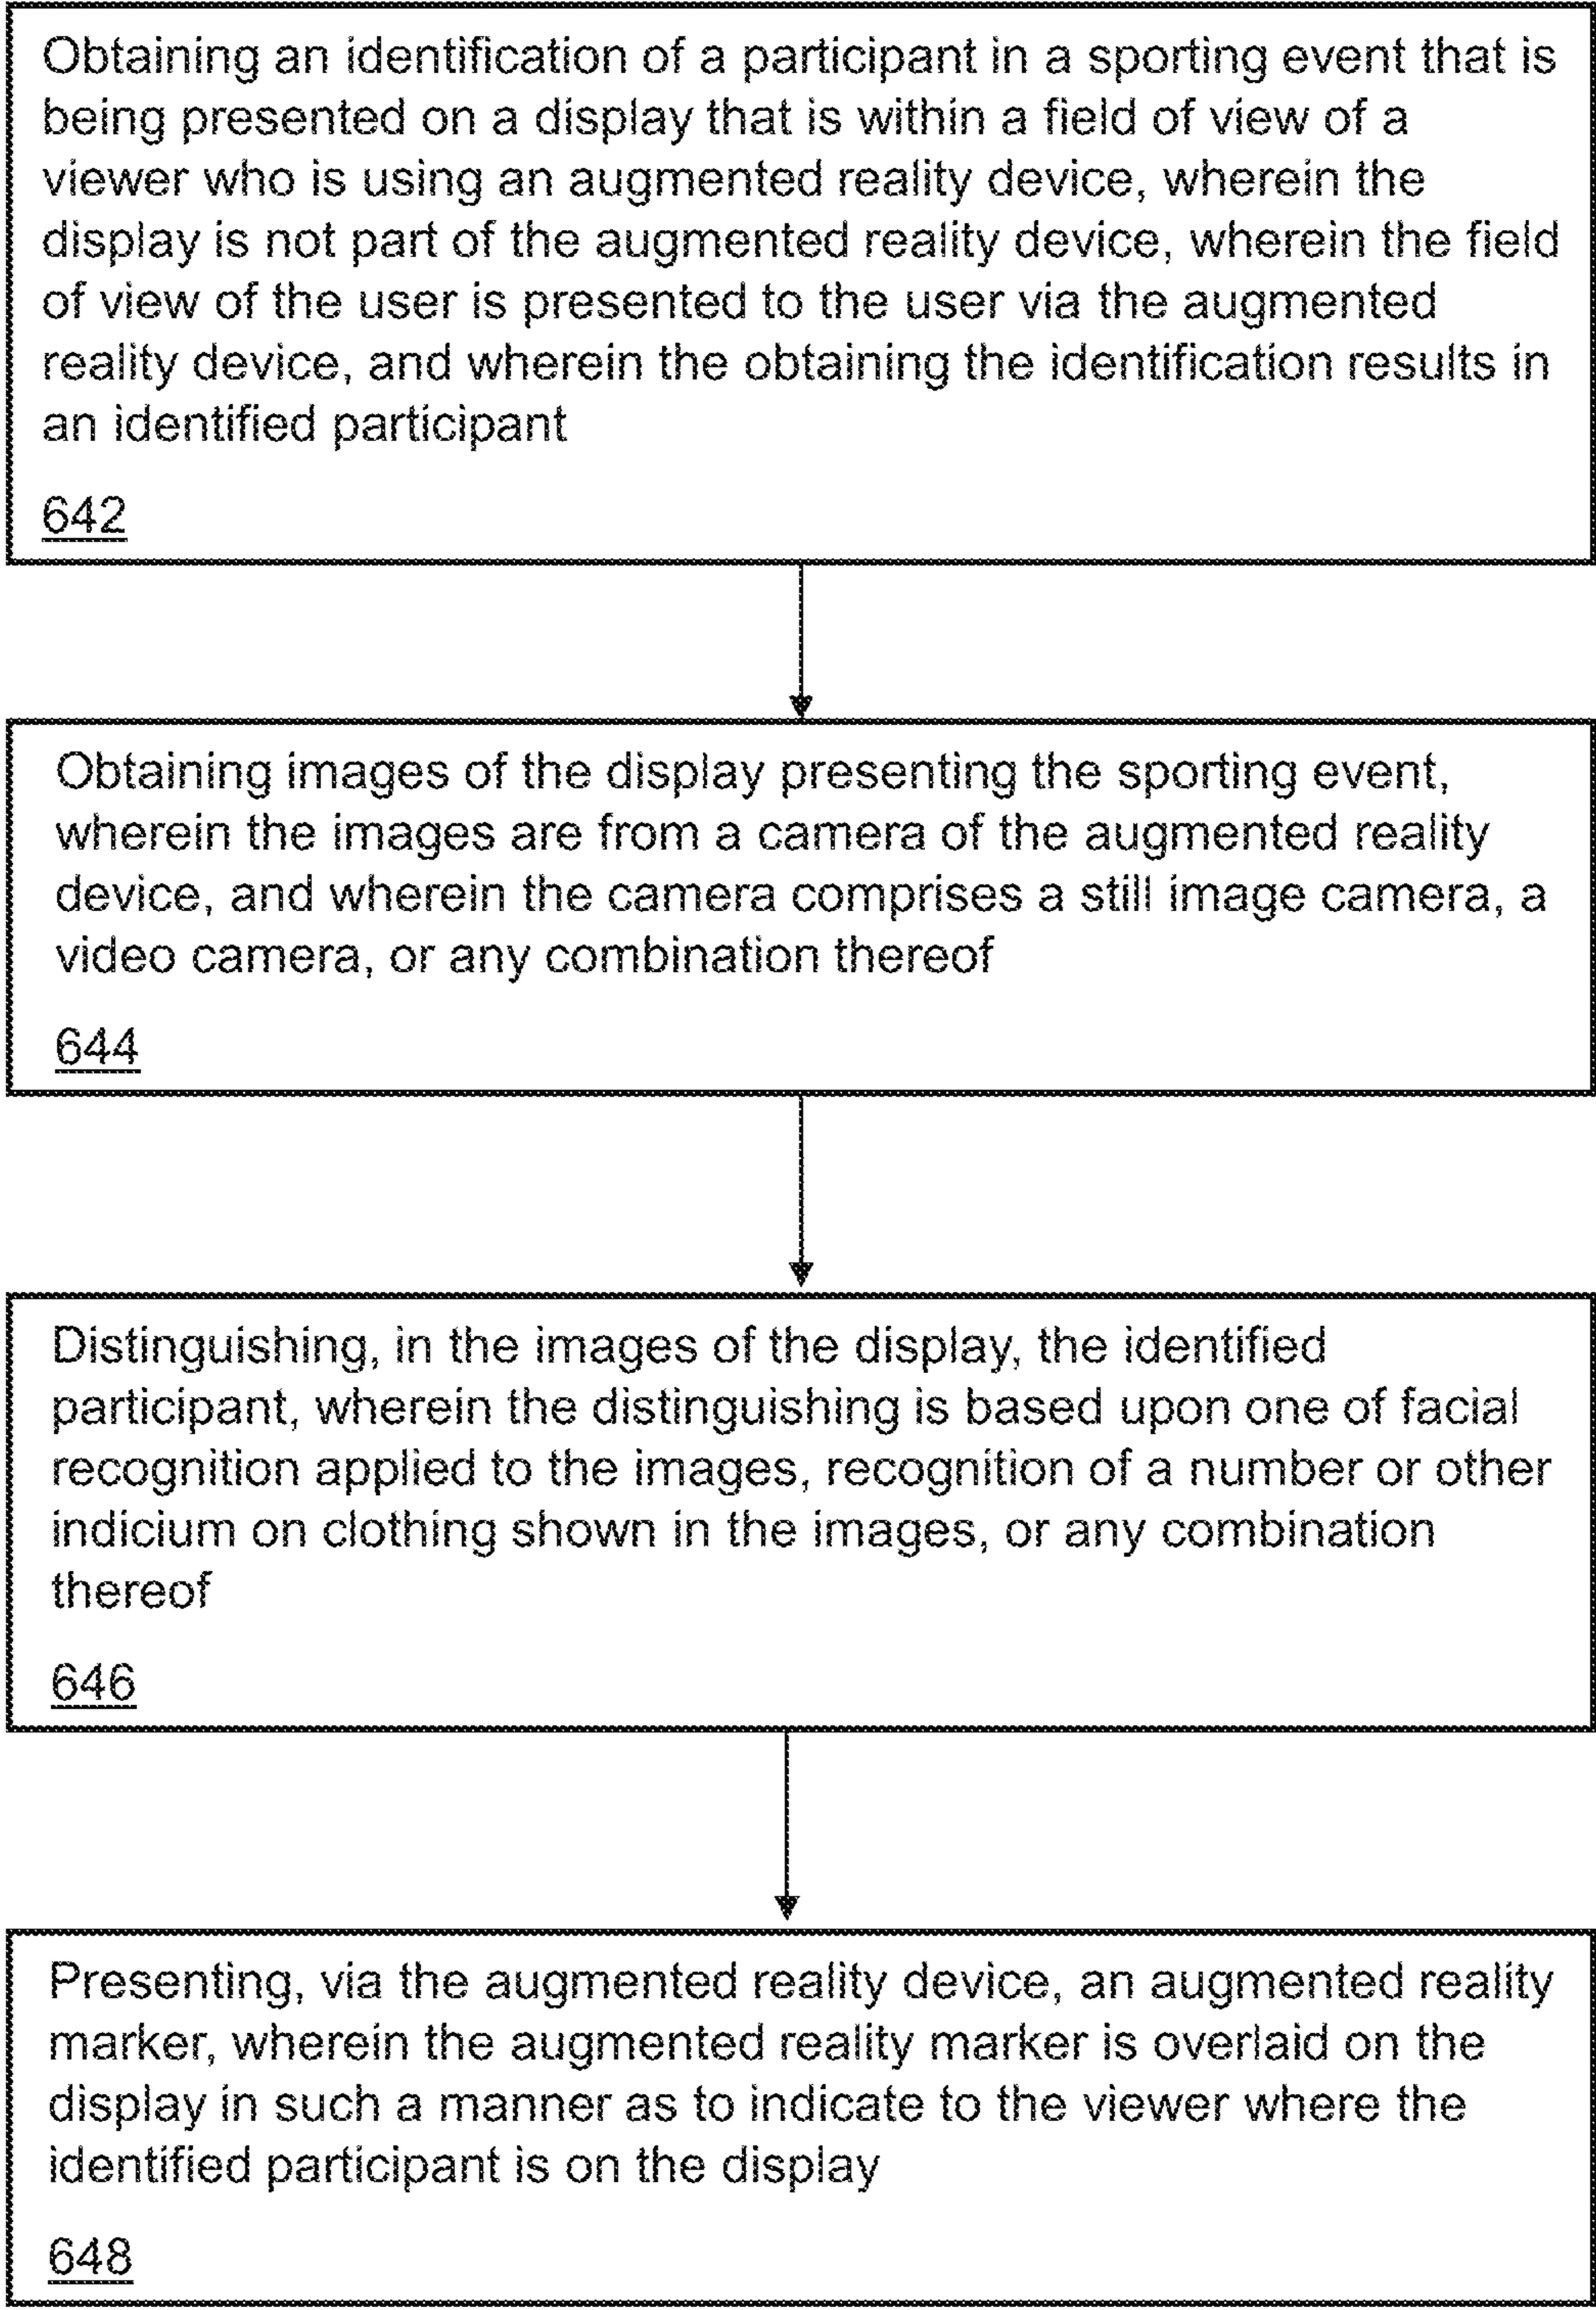 Obtaining an identification of a participant in a sporting event that is
being presented on a display that is within a field of view of a
viewer who is using an augmented reality device, wherein the
display is not part of the augmented reality device, wherein the field
of view of the user is presented to the user via the augmented
reality device, and wherein the obtaining the identification results in
an identified participant
642
Obtaining images of the display presenting the sporting event,
wherein the images are from a camera of the augmented reality
device, and wherein the camera comprises a still image camera, a
video camera, or any combination thereof
644
Distinguishing, in the images of the display, the identified
participant, wherein the distinguishing is based upon one of facial
recognition applied to the images, recognition of a number or other
indicium on clothing shown in the images, or any combination
thereof
646
Presenting, via the augmented reality device, an augmented reality
marker, wherein the augmented reality marker is overlaid on the
display in such a manner as to indicate to the viewer where the
identified participant is on the display
648